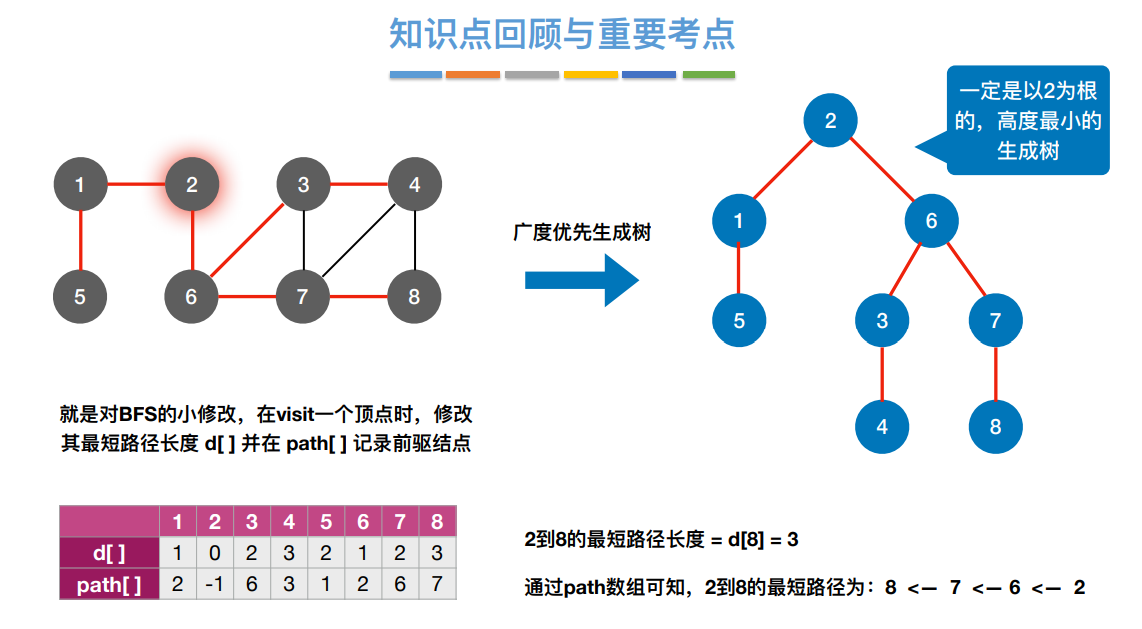 知识点回顾与重要考点
一定是以2为根
的，高度最小的
生成树
1 2 3 4
5 6 7 8
广度优先生成树
2
1 6
5 3 7
4 8
就是对BFS的小修改，在visit一个顶点时，修改
其最短路径长度 d[ ] 并在 path[ ] 记录前驱结点
1 2 3 4 5 6 7 8
d[ ] 1 0 2 3 2 1 2 3
path[ ] 2 -1 6 3 1 2 6 7
2到8的最短路径长度 = d[8] = 3
通过path数组可知，2到8的最短路径为：8 <— 7 <— 6 <— 2